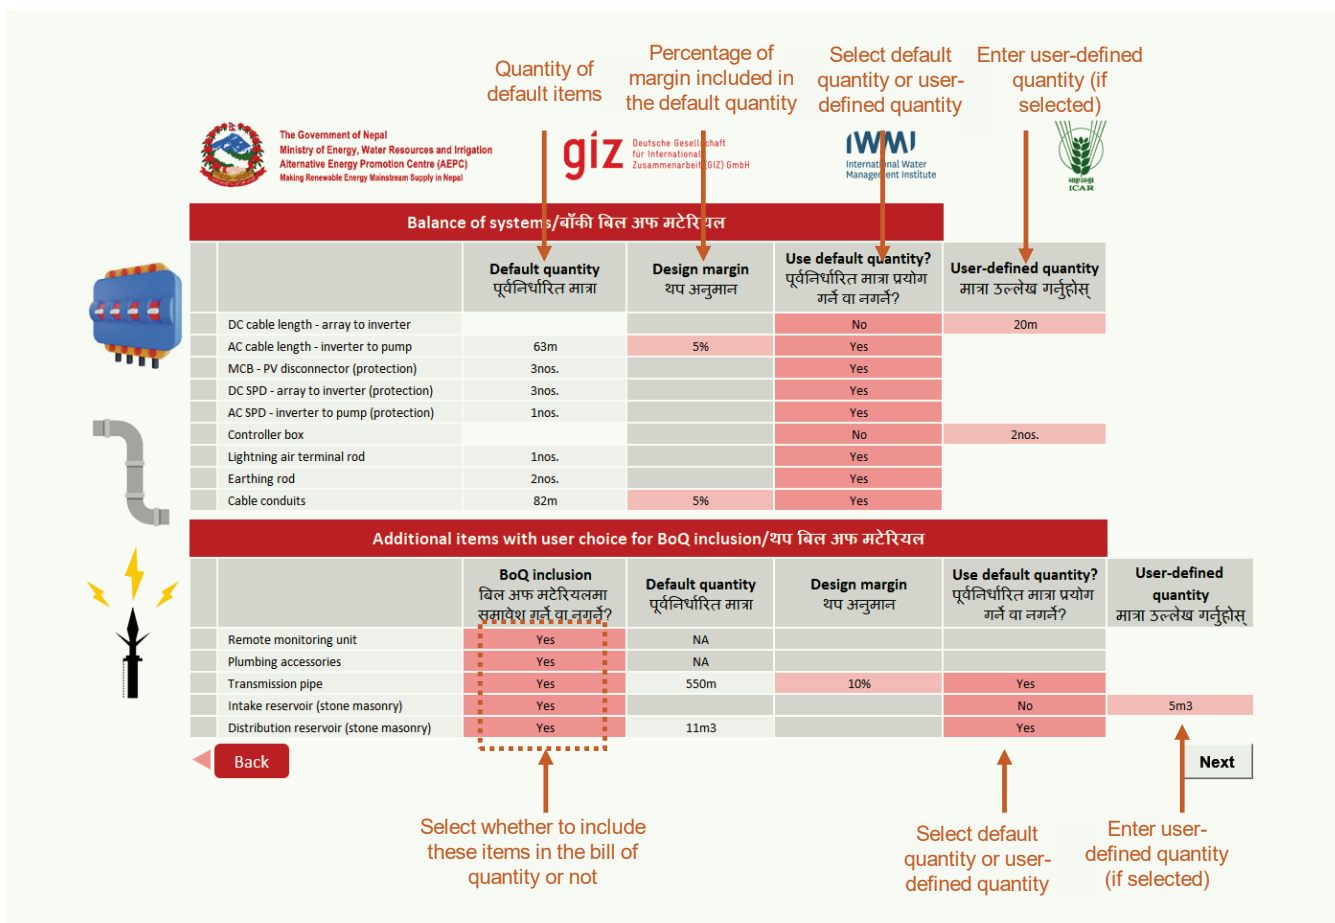 Quantity of
default items
Percentage of
margin included in
the default quantity
Select default
quantity or user-
defined quantity
Enter user-defined
quantity (if
selected)
The Government of Nepal
Ministry of Energy, Water Resources and Irrigation
Alternative Energy Promotion Centre (AEPC)
Making Renewable Energy Mainstream Supply in Nepal
giz
Deutsche Gesellschaft
für Internationale
Zusammenarbeit (GIZ) GmbH
IWMI
International Water
Management Institute
ICAR
Balance of systems/बाँकी बिल अफ मटेरियल
Default quantity
पूर्वनिर्धारित मात्रा
Design margin
थप अनुमान
Use default quantity?
पूर्वनिर्धारित मात्रा प्रयोग
गर्ने वा नगर्ने?
User-defined quantity
मात्रा उल्लेख गर्नुहोस्
DC cable length - array to inverter No 20m
AC cable length - inverter to pump 63m 5% Yes
MCB - PV disconnector (protection) 3nos. Yes
DC SPD - array to inverter (protection) 3nos. Yes
AC SPD - inverter to pump (protection) 1nos. Yes
Controller box No 2nos.
Lightning air terminal rod 1nos. Yes
Earthing rod 2nos. Yes
Cable conduits 82m 5% Yes
Additional items with user choice for BoQ inclusion/थप बिल अफ मटेरियल
BoQ inclusion
बिल अफ मटेरियलमा
समावेश गर्ने वा नगर्ने?
Default quantity
पूर्वनिर्धारित मात्रा
Design margin
थप अनुमान
Use default quantity?
पूर्वनिर्धारित मात्रा प्रयोग
गर्ने वा नगर्ने?
User-defined
quantity
मात्रा उल्लेख गर्नुहोस्
Remote monitoring unit Yes NA
Plumbing accessories Yes NA
Transmission pipe Yes 550m 10% Yes
Intake reservoir (stone masonry) Yes No 5m3
Distribution reservoir (stone masonry) Yes 11m3 Yes
Back
Next
Select whether to include
these items in the bill of
quantity or not
Select default
quantity or user-
defined quantity
Enter user-
defined quantity
(if selected)